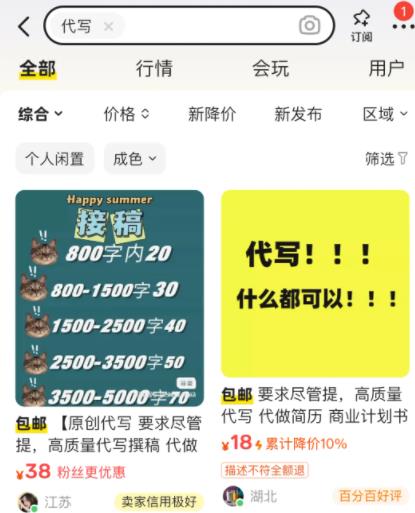 代写 ×
订阅
1
全部 行情 会玩 用户
综合 价格 新降价 新发布 区域
个人闲置 成色 筛选
Happy summer
接稿
800字内20
800-1500字30
1500-2500字40
2500-3500字50
3500-5000字70
包邮 【原创代写 要求尽管
提，高质量代写撰稿 代做
¥38 粉丝更优惠
江苏 卖家信用极好
代写！！！
什么都可以！！！
包邮 要求尽管提，高质量
代写 代做简历 商业计划书
¥18 累计降价10%
描述不符全额退
湖北 百分百好评